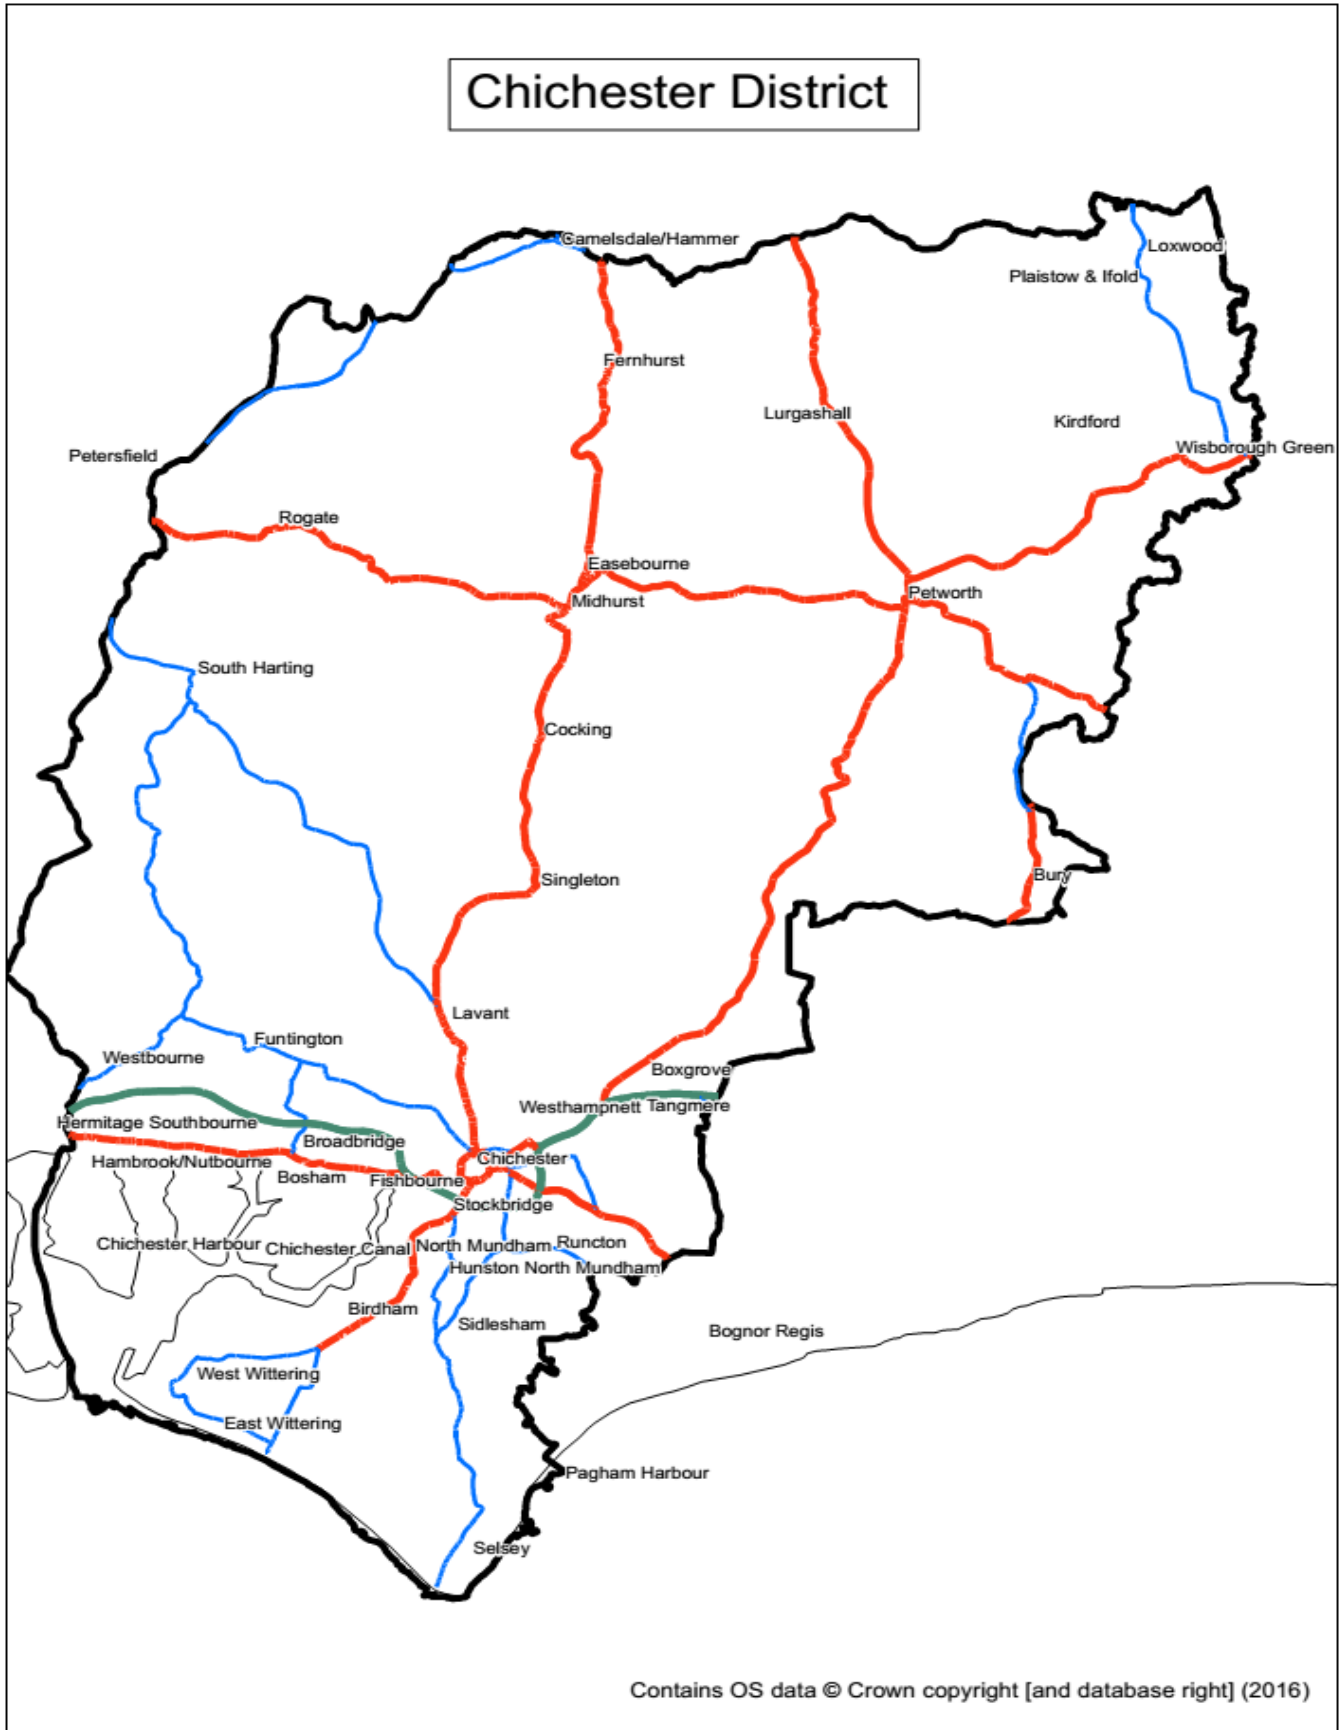 Chichester District
Camelsdale/Hammer
Loxwood
Plaistow & Ifold
Fernhurst
Lurgashall
Kirdford
Wisborough Green
Petersfield
Rogate
Easebourne
Midhurst
Petworth
South Harting
Cocking
Singleton
Bury
Lavant
Funtington
Westbourne
Boxgrove
Westhampnett
Tangmere
Hermitage Southbourne
Broadbridge
Chichester
Hambrook/Nutbourne
Bosham
Fishbourne
Stockbridge
Chichester Harbour
Chichester Canal
North Mundham
Runcton
Hunston North Mundham
Birdham
Sidlesham
Bognor Regis
West Wittering
East Wittering
Pagham Harbour
Selsey
Contains OS data © Crown copyright [and database right] (2016)